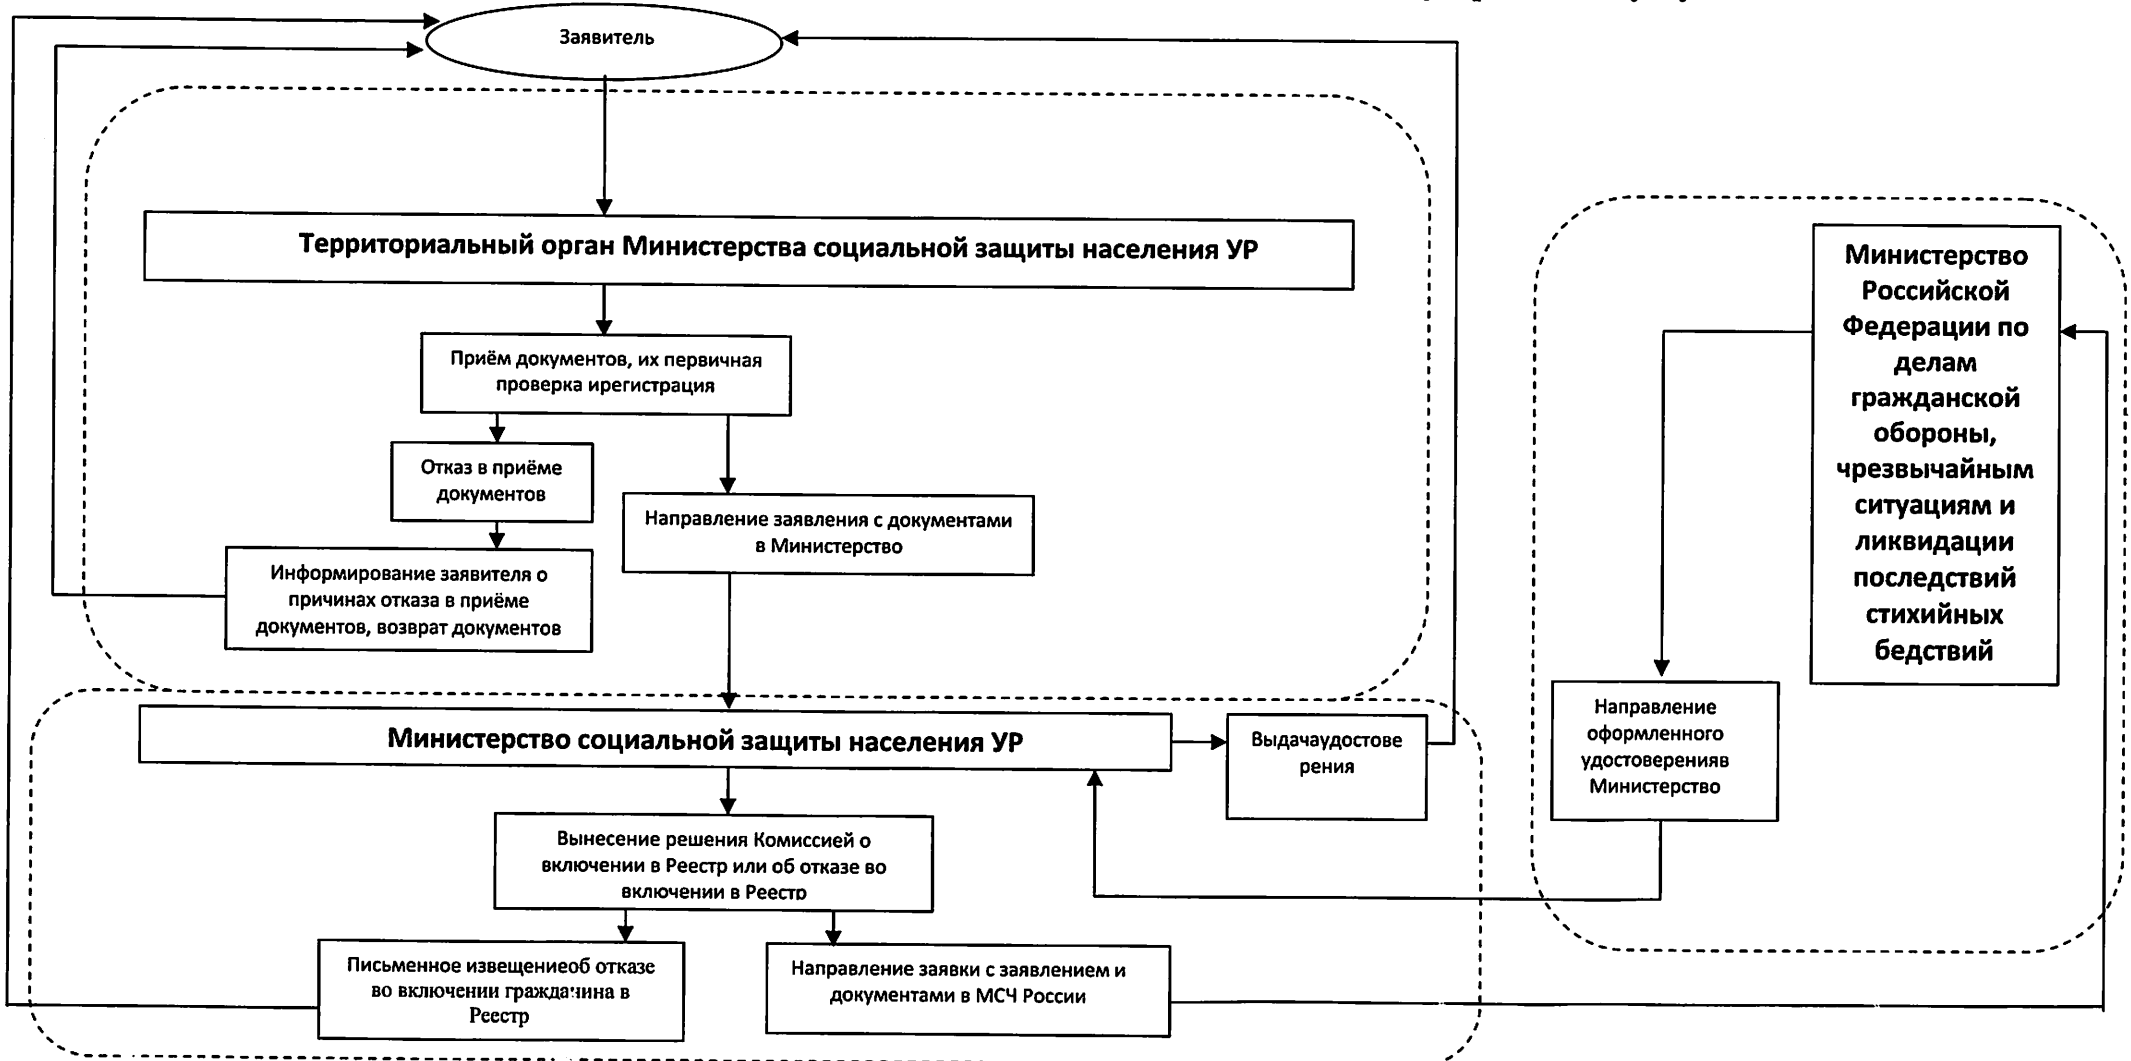 Заявитель
Территориальный орган Министерства социальной защиты населения УР
Приём документов, их первичная
проверка ирегистрация
Отказ в приёме
документов
Направление заявления с документами
в Министерство
Информирование заявителя о
причинах отказа в приёме
документов, возврат документов
Министерство социальной защиты населения УР
Выдачаудостове
рения
Вынесение решения Комиссией о
включении в Реестр или об отказе во
включении в Реестр
Письменное извещениеоб отказе
во включении гражданина в
Реестр
Направление заявки с заявлением и
документами в МСЧ России
Министерство
Российской
Федерации по
делам
гражданской
обороны,
чрезвычайным
ситуациям и
ликвидации
последствий
стихийных
бедствий
Направление
оформленного
удостоверенияв
Министерство